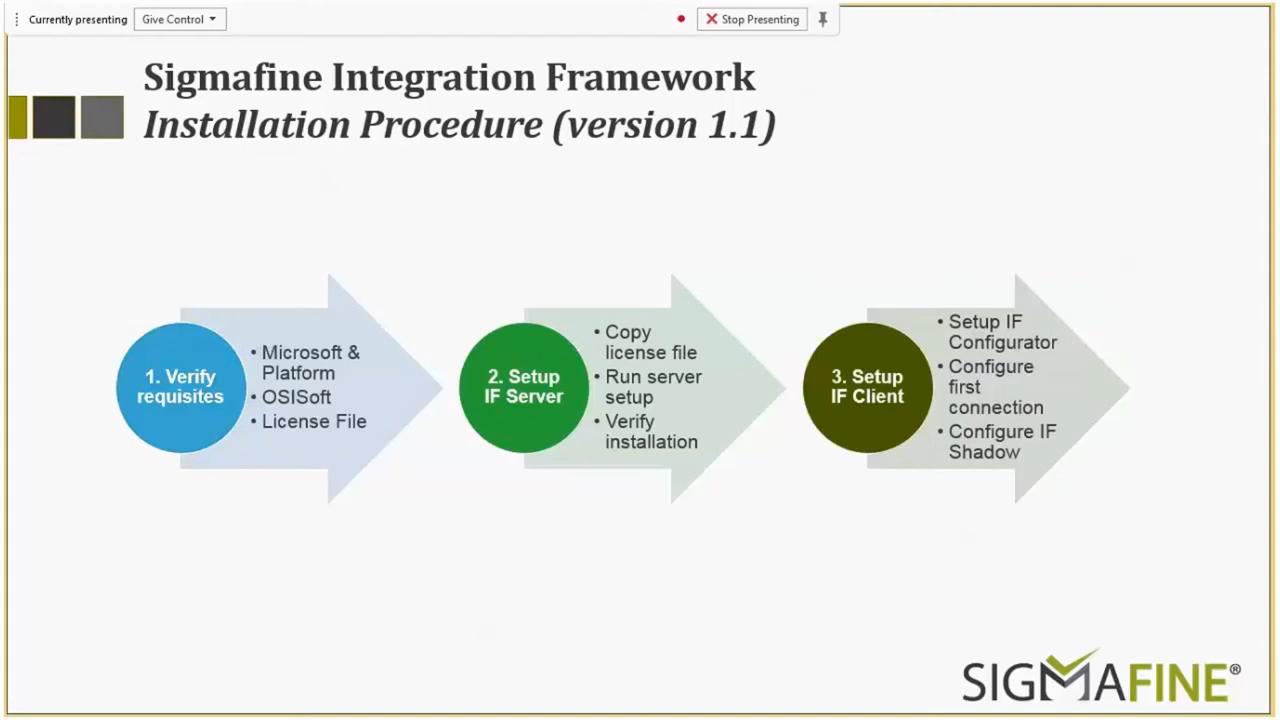 Currently presenting
Give Control
Stop Presenting
Sigmafine Integration Framework
Installation Procedure (version 1.1)
1. Verify
requisites
• Microsoft &
Platform
• OSISoft
• License File
2. Setup
IF Server
• Copy
license file
• Run server
setup
• Verify
installation
3. Setup
IF Client
• Setup IF
Configurator
• Configure
first
connection
• Configure IF
Shadow
SIGMAFINE®